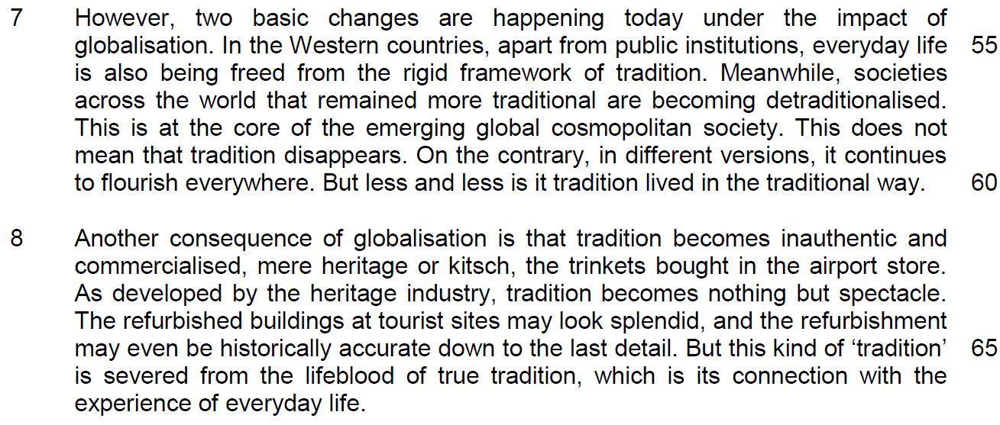 7 However, two basic changes are happening today under the impact of
globalisation. In the Western countries, apart from public institutions, everyday life 55
is also being freed from the rigid framework of tradition. Meanwhile, societies
across the world that remained more traditional are becoming detraditionalised.
This is at the core of the emerging global cosmopolitan society. This does not
mean that tradition disappears. On the contrary, in different versions, it continues
to flourish everywhere. But less and less is it tradition lived in the traditional way. 60
8 Another consequence of globalisation is that tradition becomes inauthentic and
commercialised, mere heritage or kitsch, the trinkets bought in the airport store.
As developed by the heritage industry, tradition becomes nothing but spectacle.
The refurbished buildings at tourist sites may look splendid, and the refurbishment
may even be historically accurate down to the last detail. But this kind of ‘tradition’ 65
is severed from the lifeblood of true tradition, which is its connection with the
experience of everyday life.